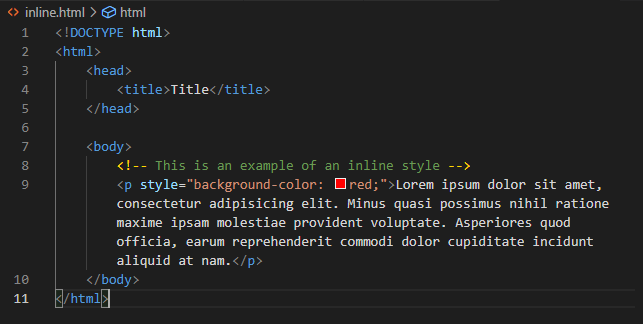 inline.html > html
1 <!DOCTYPE html>
2 <html>
3 <head>
4 <title>Title</title>
5 </head>
6
7 <body>
8 <!-- This is an example of an inline style -->
9 <p style="background-color: red;">Lorem ipsum dolor sit amet,
consectetur adipisicing elit. Minus quasi possimus nihil ratione
maxime ipsam molestiae provident voluptate. Asperiores quod
officia, earum reprehenderit commodi dolor cupiditate incidunt
aliquid at nam.</p>
10 </body>
11 </html>